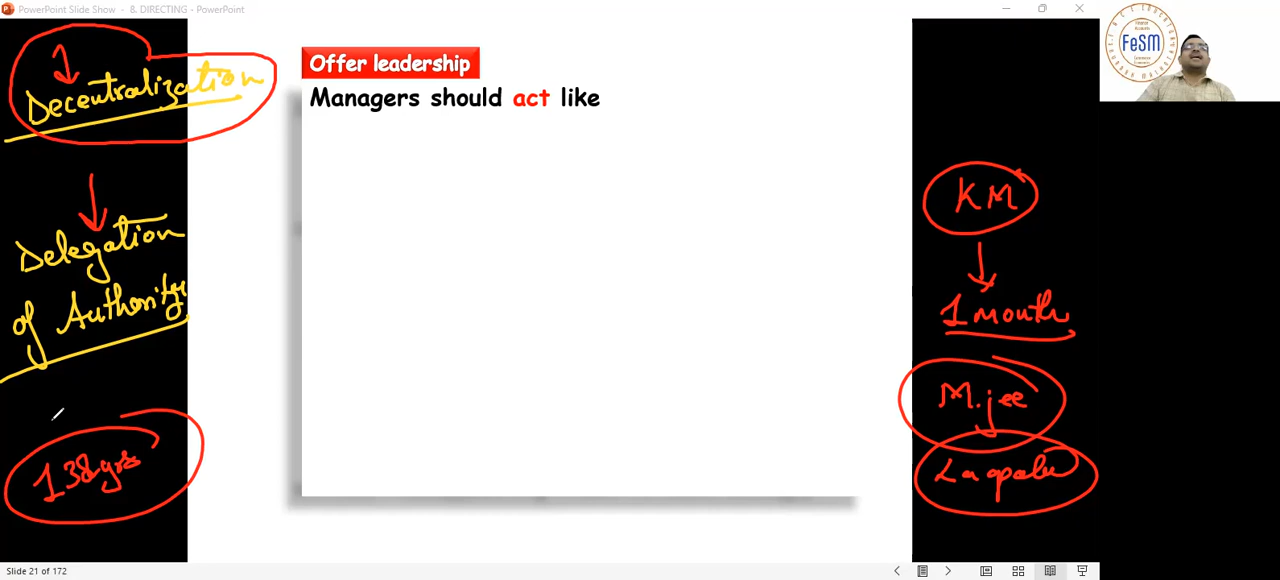 PowerPoint Slide Show - 8. DIRECTING - PowerPoint
FeSM
Decentralization
Delegation
of Authority
138yrs
Offer leadership
Managers should act like
KM
1 month
M.jee
Slide 21 of 172